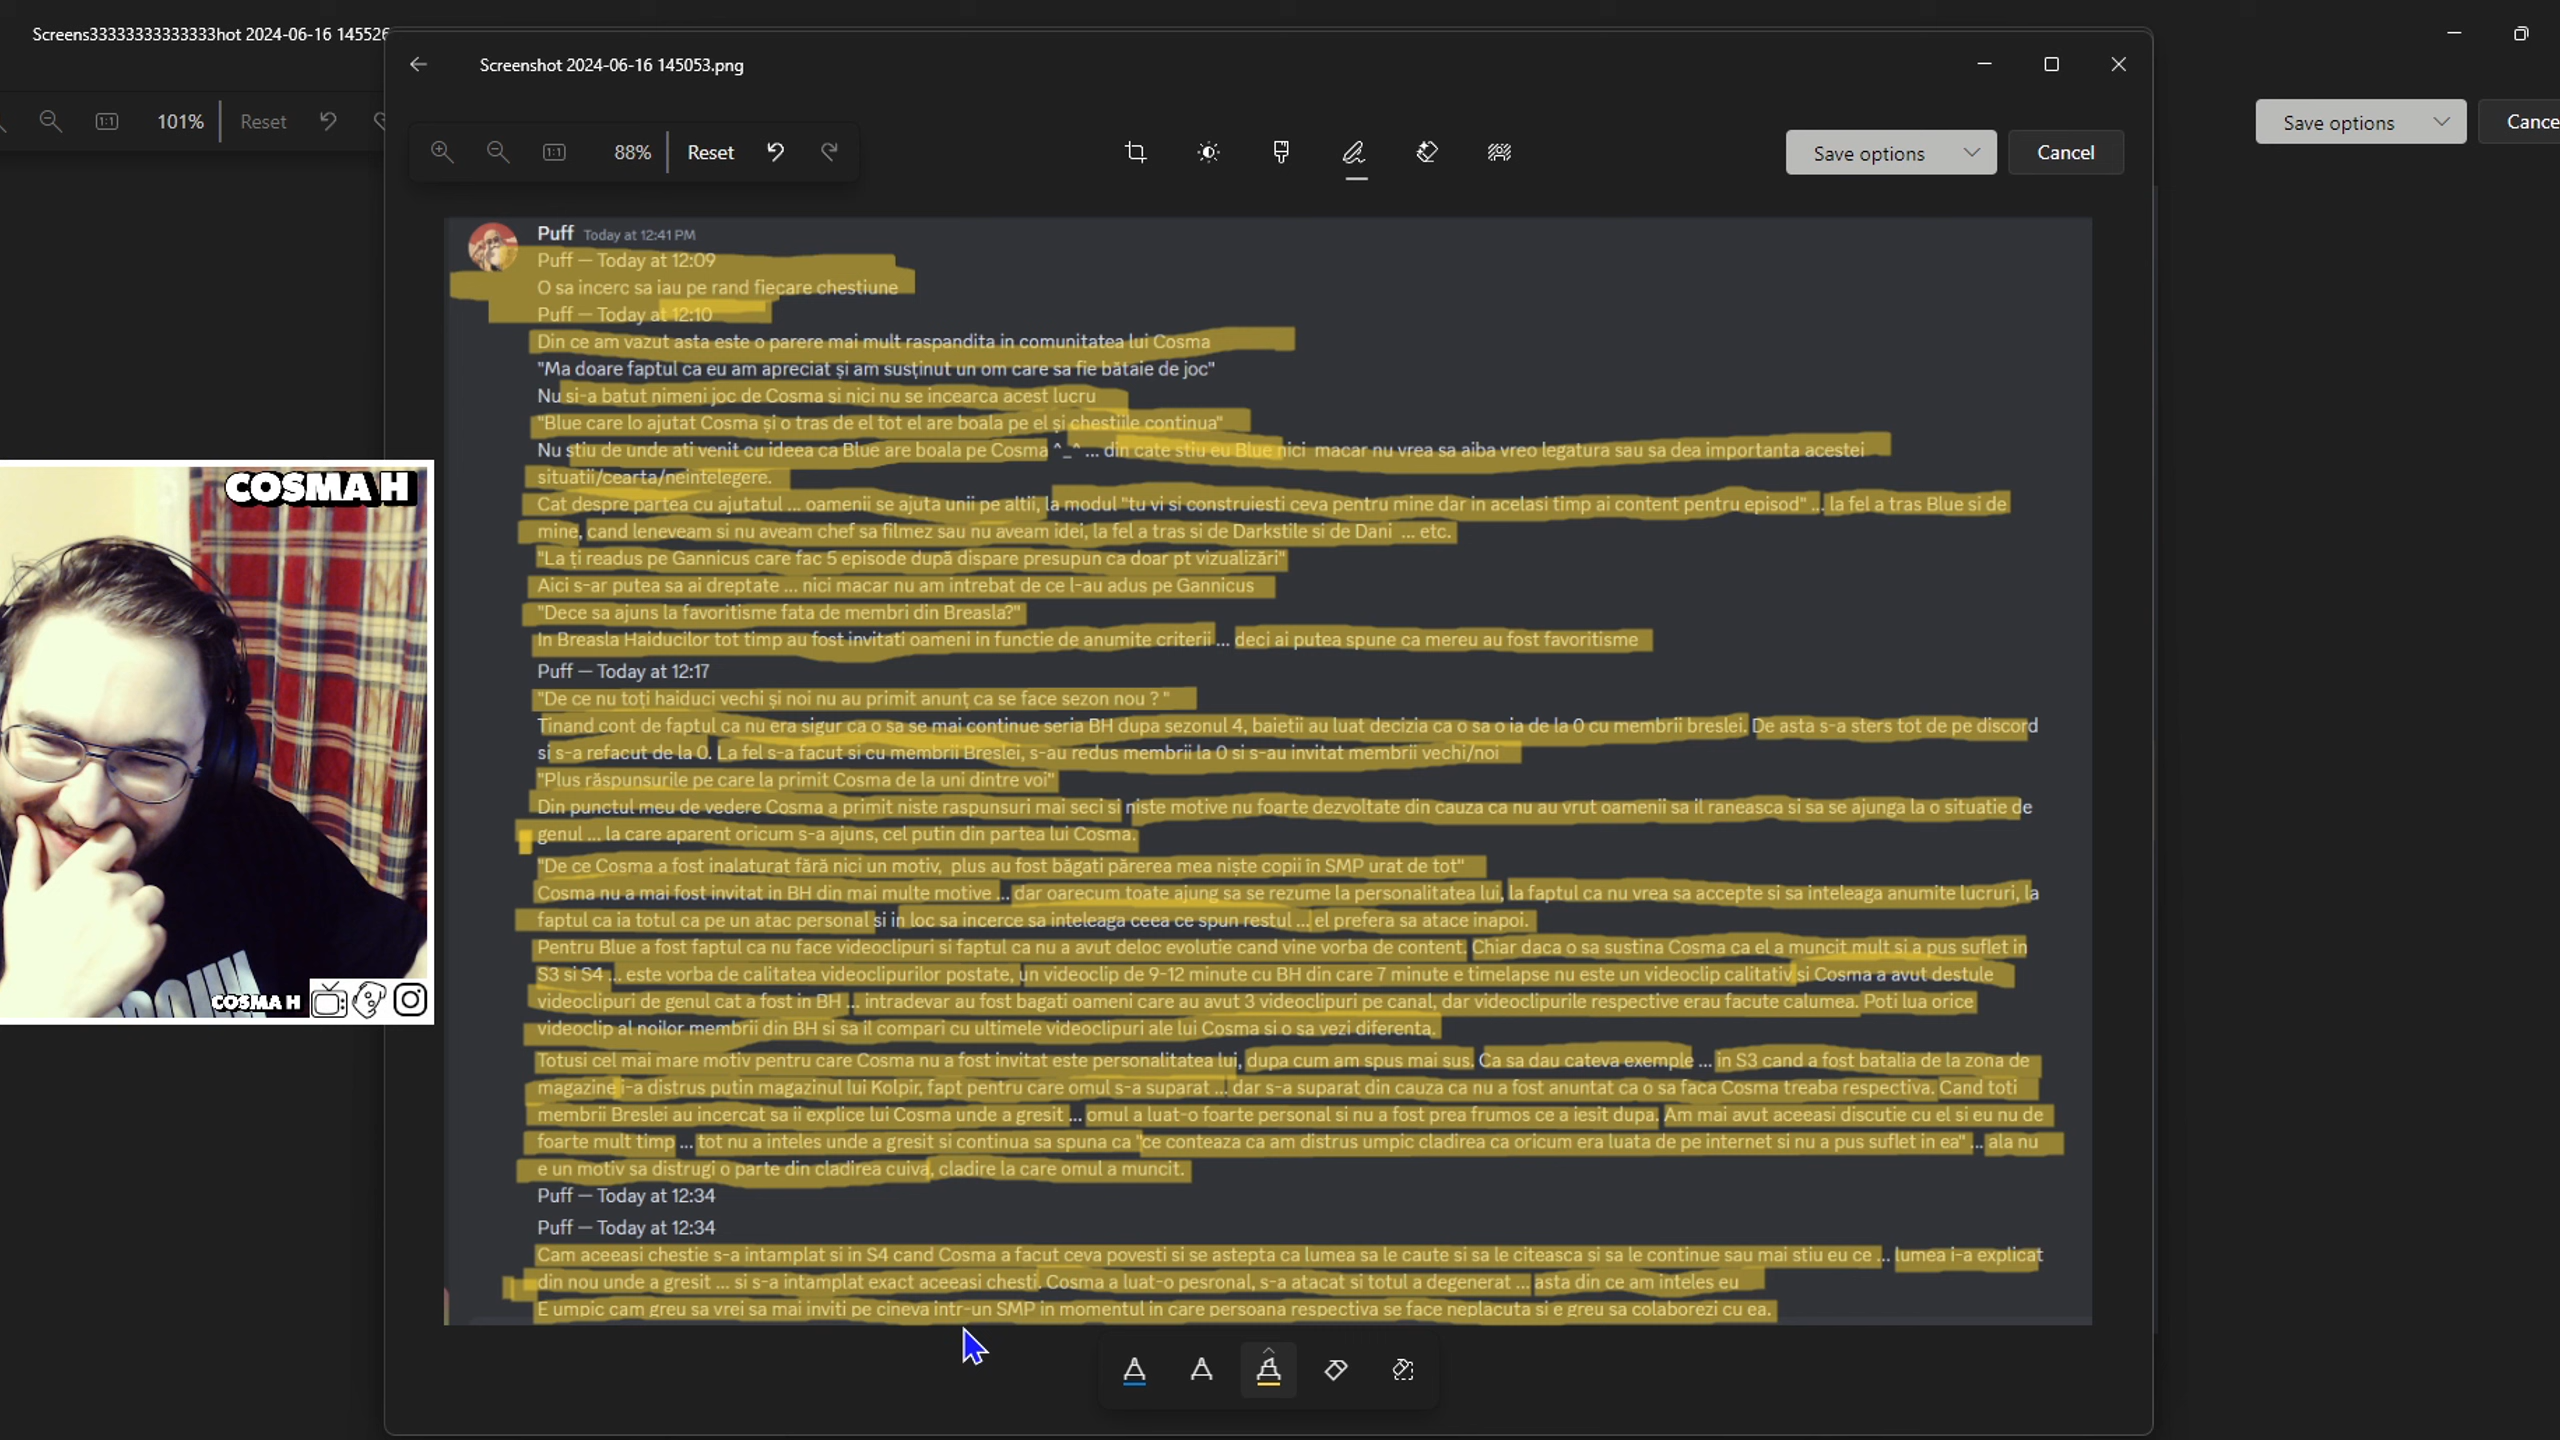 Screens33333333333333hot 2024-06-16 145526
Screenshot 2024-06-16 145053.png
101%
Reset
Save options
88%
Reset
Save options
Cancel
Puff Today at 12:41 PM
Puff — Today at 12:09
O sa incerc sa iau pe rand fiecare chestiune
Puff — Today at 12:10
Din ce am vazut asta este o parere mai mult raspandita in comunitatea lui Cosma
"Ma doare faptul ca eu am apreciat și am susținut un om care sa fie bătaie de joc"
Nu si-a batut nimeni joc de Cosma si nici nu se incearca acest lucru
"Blue care lo ajutat Cosma și o tras de el tot el are boala pe el și chestiile continua"
Nu stiu de unde ati venit cu ideea ca Blue are boala pe Cosma ^_^ ... din cate stiu eu Blue nici macar nu vrea sa aiba vreo legatura sau sa dea importanta acestei
situatii/cearta/neintelegere.
Cat despre partea cu ajutatul ... oamenii se ajuta unii pe altii, la modul "tu vi si construiesti ceva pentru mine dar in acelasi timp ai content pentru episod" ... la fel a tras Blue si de
mine, cand leneveam si nu aveam chef sa filmez sau nu aveam idei, la fel a tras si de Darkstile si de Dani ... etc.
"La ți readus pe Gannicus care fac 5 episode după dispare presupun ca doar pt vizualizări"
Aici s-ar putea sa ai dreptate ... nici macar nu am intrebat de ce l-au adus pe Gannicus
"Dece sa ajuns la favoritisme fata de membri din Breasla?"
In Breasla Haiducilor tot timp au fost invitati oameni in functie de anumite criterii ... deci ai putea spune ca mereu au fost favoritisme
Puff — Today at 12:17
"De ce nu toți haiduci vechi și noi nu au primit anunț ca se face sezon nou ? "
Tinand cont de faptul ca nu era sigur ca o sa se mai continue seria BH dupa sezonul 4, baietii au luat decizia ca o sa o ia de la 0 cu membrii breslei. De asta s-a sters tot de pe discord
si s-a refacut de la 0. La fel s-a facut si cu membrii Breslei, s-au redus membrii la 0 si s-au invitat membrii vechi/noi
"Plus răspunsurile pe care la primit Cosma de la uni dintre voi"
Din punctul meu de vedere Cosma a primit niste raspunsuri mai seci si niste motive nu foarte dezvoltate din cauza ca nu au vrut oamenii sa il raneasca si sa se ajunga la o situatie de
genul ... la care aparent oricum s-a ajuns, cel putin din partea lui Cosma.
"De ce Cosma a fost inalaturat fără nici un motiv,  plus au fost băgati părerea mea niște copii în SMP urat de tot"
Cosma nu a mai fost invitat in BH din mai multe motive ... dar oarecum toate ajung sa se rezume la personalitatea lui, la faptul ca nu vrea sa accepte si sa inteleaga anumite lucruri, la
faptul ca ia totul ca pe un atac personal si in loc sa incerce sa inteleaga ceea ce spun restul ... el prefera sa atace inapoi.
Pentru Blue a fost faptul ca nu face videoclipuri si faptul ca nu a avut deloc evolutie cand vine vorba de content. Chiar daca o sa sustina Cosma ca el a muncit mult si a pus suflet in
S3 si S4 ... este vorba de calitatea videoclipurilor postate, un videoclip de 9-12 minute cu BH din care 7 minute e timelapse nu este un videoclip calitativ si Cosma a avut destule
videoclipuri de genul cat a fost in BH ... intradevar au fost bagati oameni care au avut 3 videoclipuri pe canal, dar videoclipurile respective erau facute calumea. Poti lua orice
videoclip al noilor membrii din BH si sa il compari cu ultimele videoclipuri ale lui Cosma si o sa vezi diferenta.
Totusi cel mai mare motiv pentru care Cosma nu a fost invitat este personalitatea lui, dupa cum am spus mai sus. Ca sa dau cateva exemple ... in S3 cand a fost batalia de la zona de
magazine i-a distrus putin magazinul lui Kolpir, fapt pentru care omul s-a suparat ... dar s-a suparat din cauza ca nu a fost anuntat ca o sa faca Cosma treaba respectiva. Cand toti
membrii Breslei au incercat sa ii explice lui Cosma unde a gresit ... omul a luat-o foarte personal si nu a fost prea frumos ce a iesit dupa. Am mai avut aceeasi discutie cu el si eu nu de
foarte mult timp ... tot nu a inteles unde a gresit si continua sa spuna ca "ce conteaza ca am distrus umpic cladirea ca oricum era luata de pe internet si nu a pus suflet in ea" ... ala nu
e un motiv sa distrugi o parte din cladirea cuiva, cladire la care omul a muncit.
Puff — Today at 12:34
Puff — Today at 12:34
Cam aceeasi chestie s-a intamplat si in S4 cand Cosma a facut ceva povesti si se astepta ca lumea sa le caute si sa le citeasca si sa le continue sau mai stiu eu ce ... lumea i-a explicat
din nou unde a gresit ... si s-a intamplat exact aceeasi chesti. Cosma a luat-o pesronal, s-a atacat si totul a degenerat ... asta din ce am inteles eu
E umpic cam greu sa vrei sa mai inviti pe cineva intr-un SMP in momentul in care persoana respectiva se face neplacuta si e greu sa colaborezi cu ea.
COSMA H
COSMA H